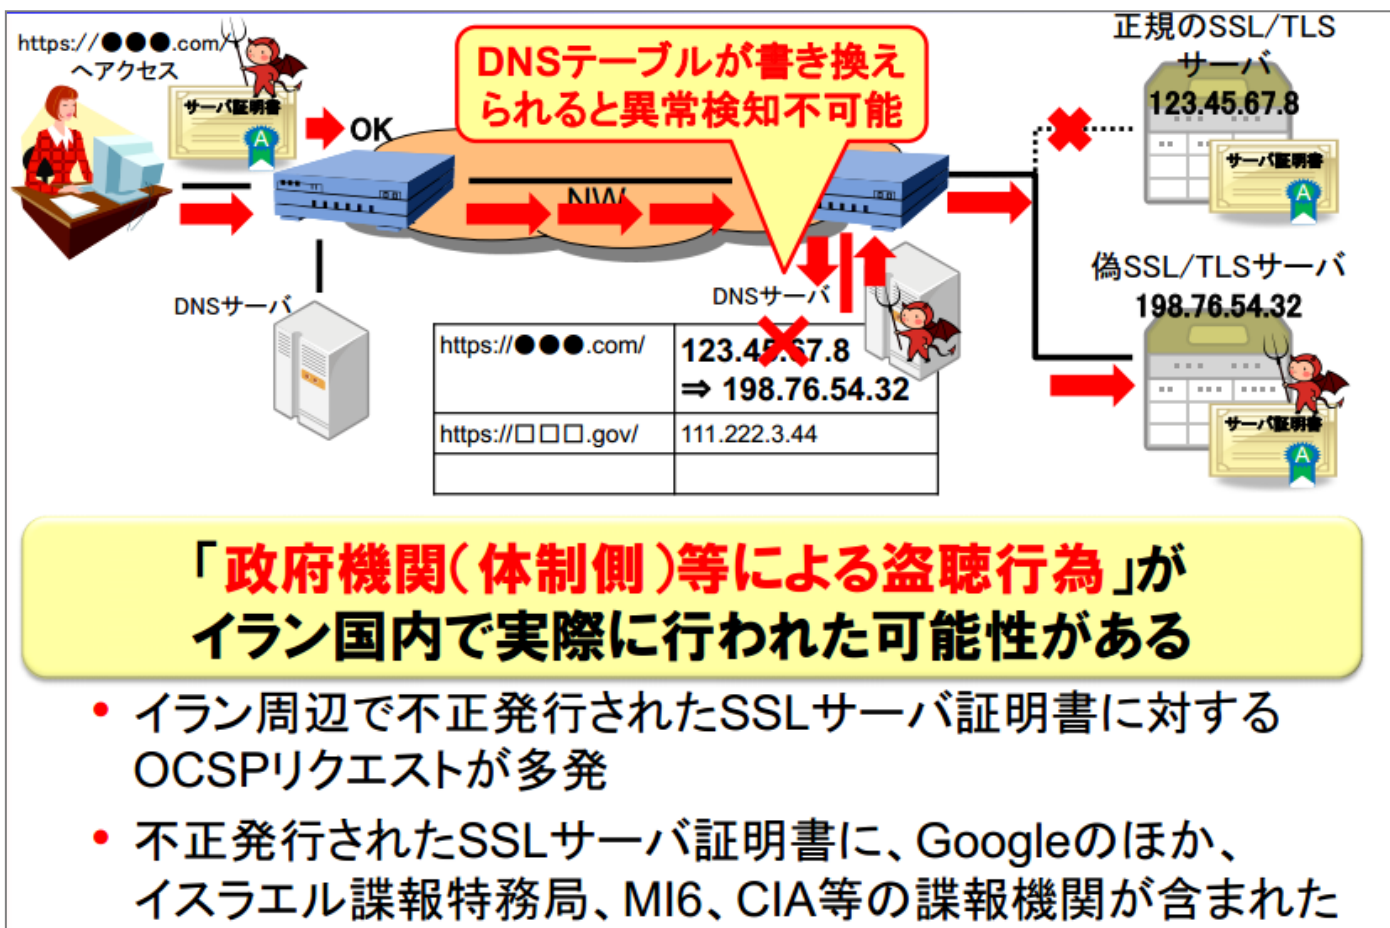 https://●●●.com/
へアクセス
サーバ証明書
A
OK
DNSテーブルが書き換え
られると異常検知不可能
NW
正規のSSL/TLS
サーバ
123.45.67.8
サーバ証明書
A
DNSサーバ
DNSサーバ
偽SSL/TLSサーバ
198.76.54.32
サーバ証明書
A
https://●●●.com/
123.45.67.8
⇒ 198.76.54.32
https://□□□.gov/
111.222.3.44
「政府機関(体制側)等による盗聴行為」が
イラン国内で実際に行われた可能性がある
• イラン周辺で不正発行されたSSLサーバ証明書に対する
OCSPリクエストが多発
• 不正発行されたSSLサーバ証明書に、Googleのほか、
イスラエル諜報特務局、MI6、CIA等の諜報機関が含まれた